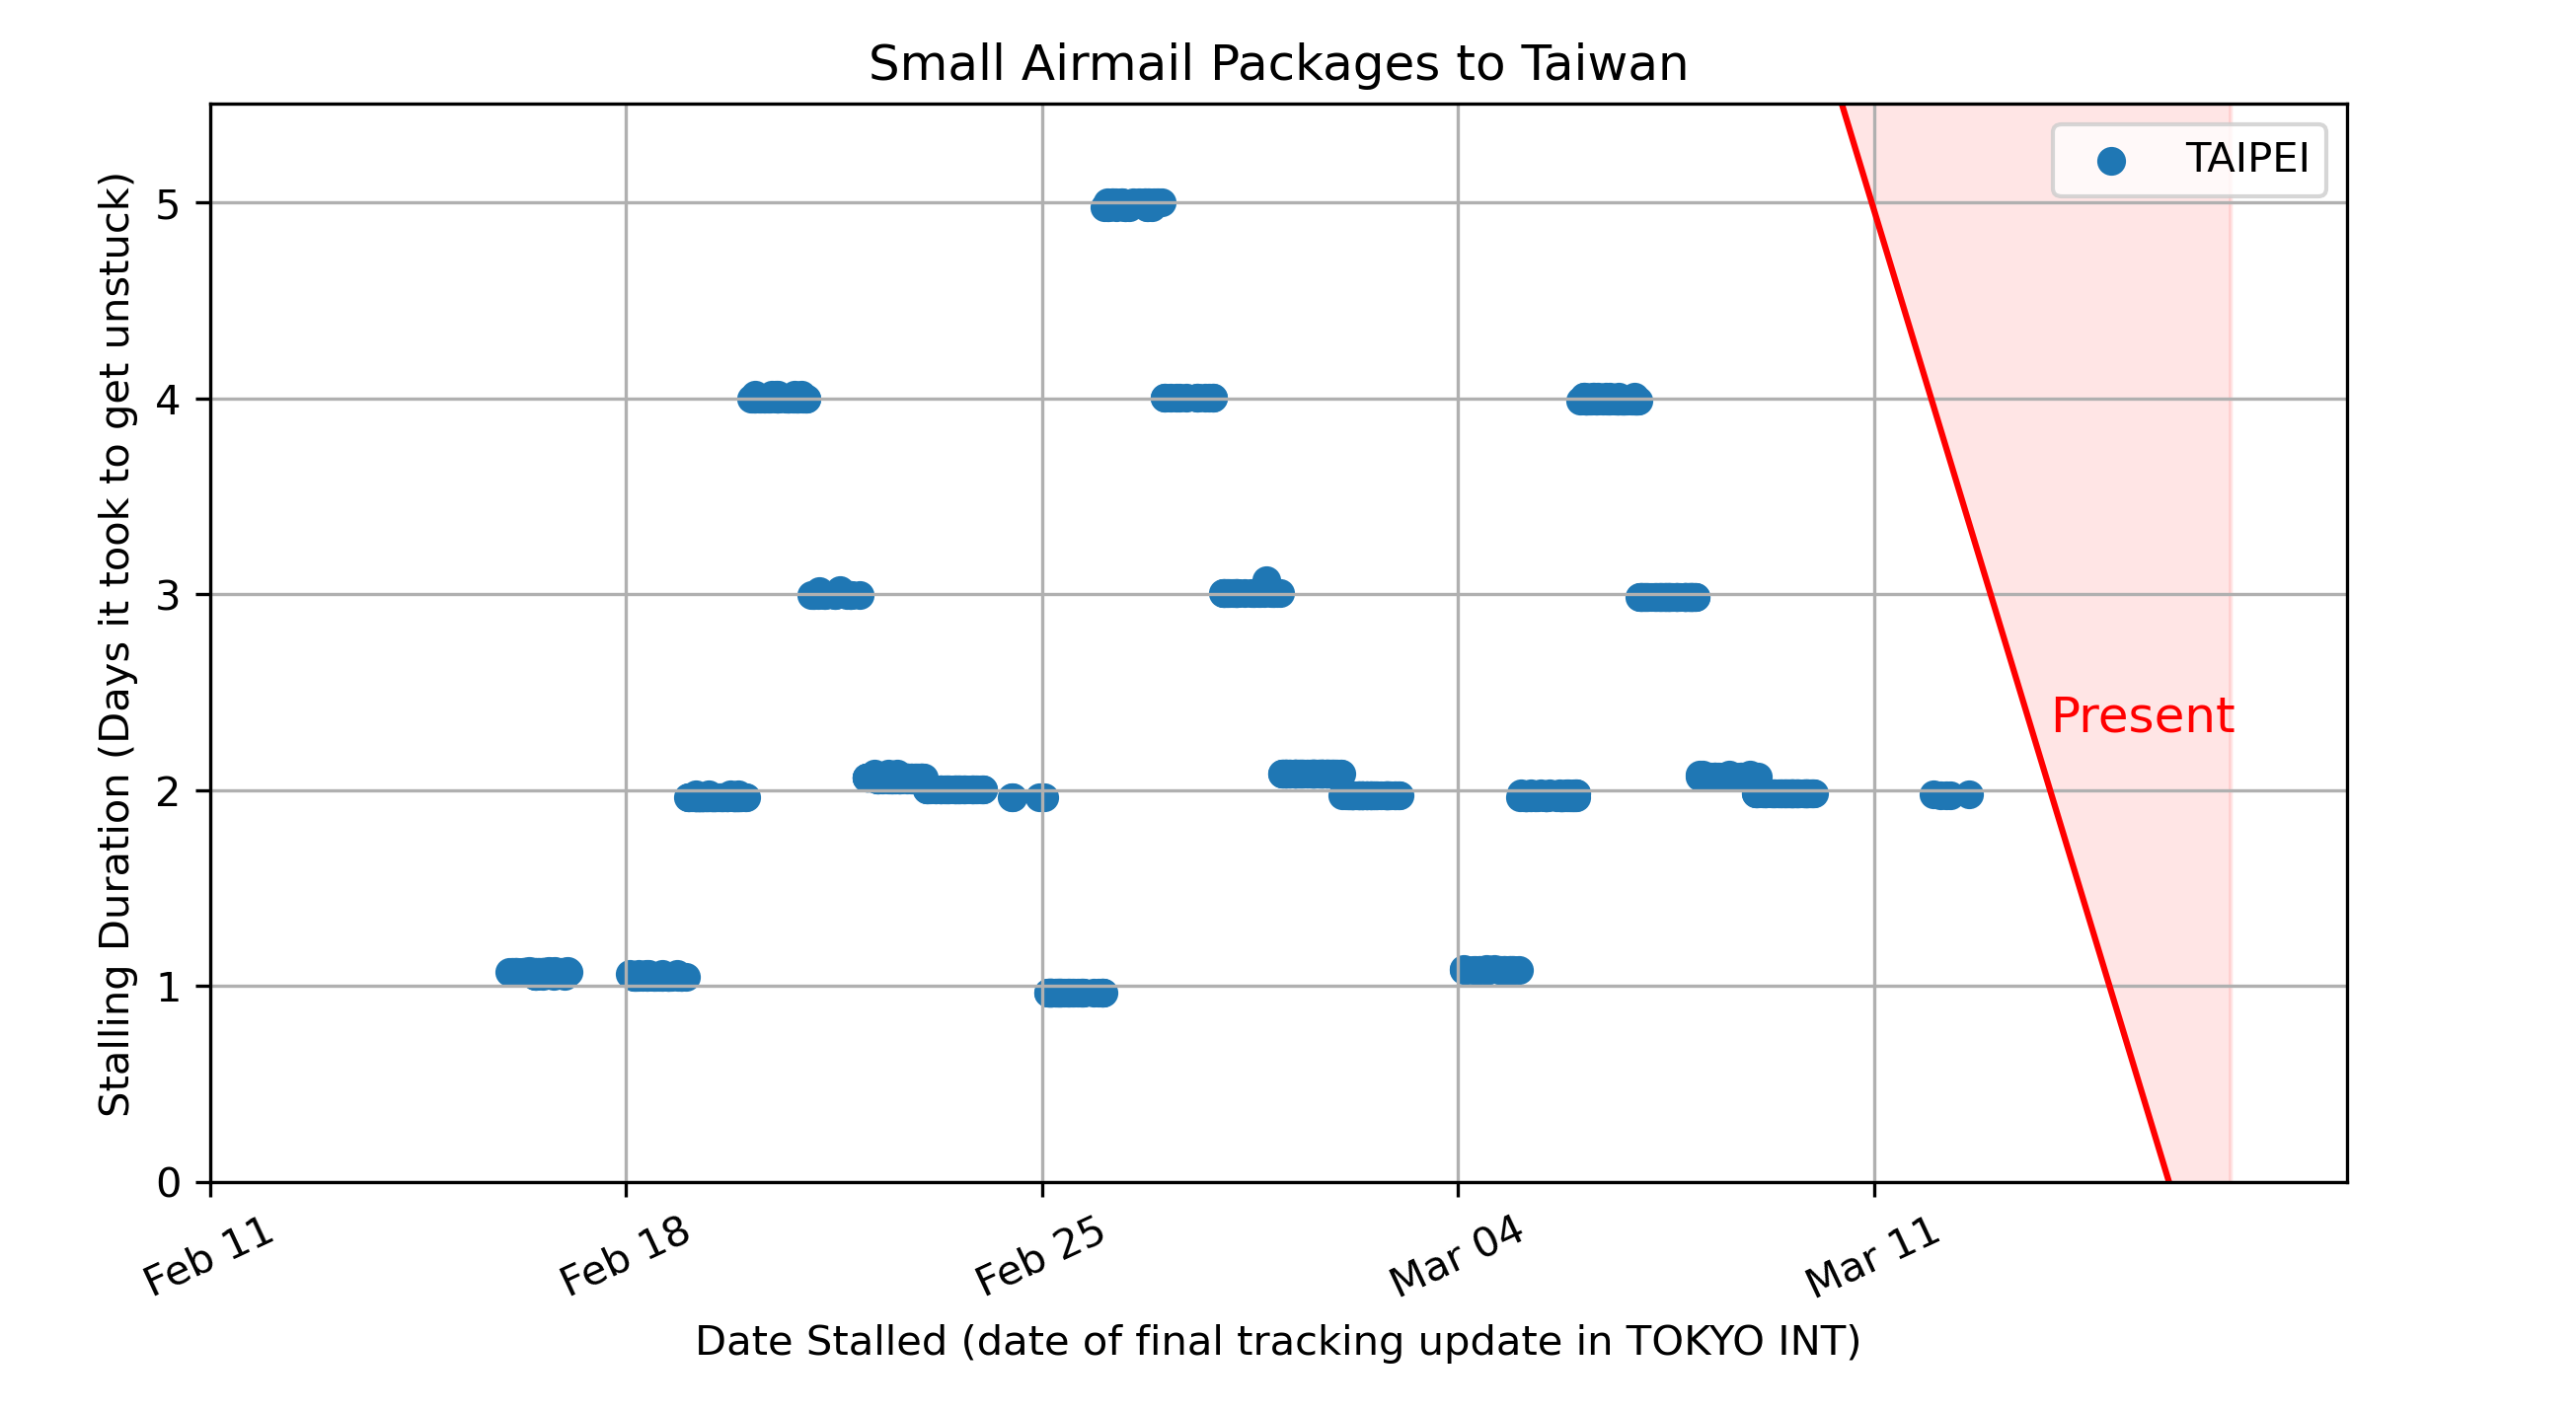 Small Airmail Packages to Taiwan
TAIPEI
Stalling Duration (Days it took to get unstuck)
5
4
3
2
1
0
Present
Feb 11
Feb 18
Feb 25
Mar 04
Mar 11
Date Stalled (date of final tracking update in TOKYO INT)